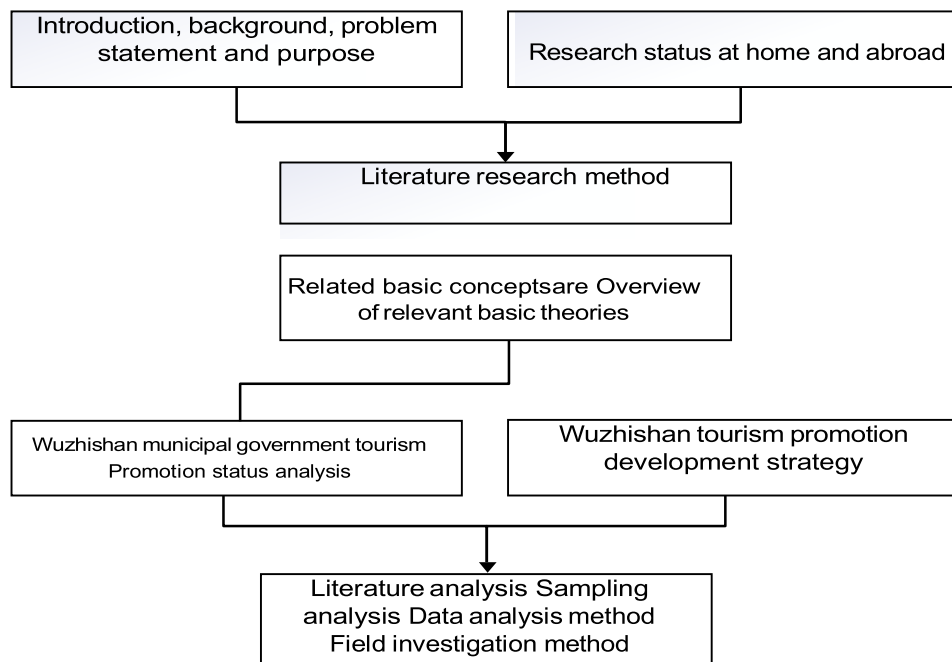 Introduction, background, problem
statement and purpose
Research status at home and abroad
Literature research method
Related basic conceptsare Overview
of relevant basic theories
Wuzhishan municipal government tourism
Promotion status analysis
Wuzhishan tourism promotion
development strategy
Literature analysis Sampling
analysis Data analysis method
Field investigation method